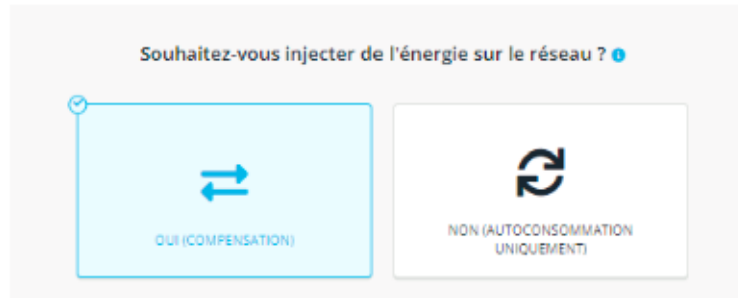 Souhaitez-vous injecter de l'énergie sur le réseau ?
OUI (COMPENSATION)
NON (AUTOCONSOMMATION
UNIQUEMENT)